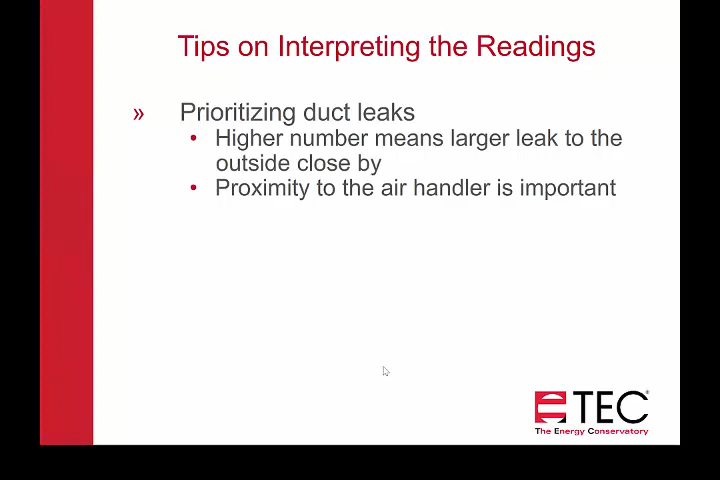 Tips on Interpreting the Readings
» Prioritizing duct leaks
• Higher number means larger leak to the
outside close by
• Proximity to the air handler is important
TEC®
The Energy Conservatory